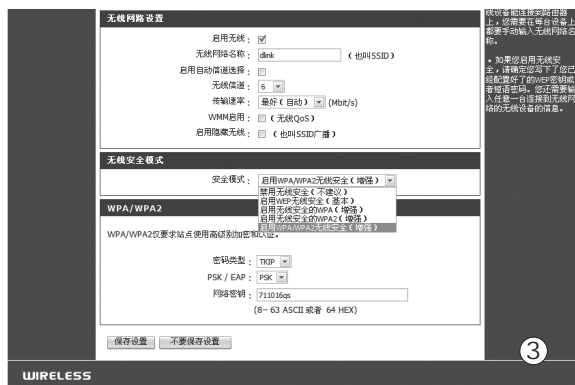 无线网路设置
启用无线：
无线网路名称： dlink （也叫SSID）
启用自动信道选择：
无线信道： 6
传输速率： 最好（自动） (Mbit/s)
WMM启用： （无线QoS）
启用隐藏无线： （也叫SSID广播）
无线安全模式
安全模式： 启用WPA/WPA2无线安全（增强）
禁用无线安全（不建议）
启用WEP无线安全（基本）
启用无线安全的WPA（增强）
启用无线安全的WPA2（增强）
启用WPA/WPA2无线安全（增强）
WPA/WPA2
WPA/WPA2仅要求站点使用高级别加密和认证。
密码类型： TKIP
PSK / EAP： PSK
网络密钥： 711016qs
(8− 63 ASCII 或者 64 HEX)
保存设置 不要保存设置
线设备能连接到路由器
上，您需要在每台设备上
都要手动输入无线网路名
称。
• 如果您启用无线安
全，请确定您写下了您已
经配置好了的WEP密钥或
者短语密码。您还需要输
入任意一台连接到无线网
络的无线设备的信息。
3
WIRELESS